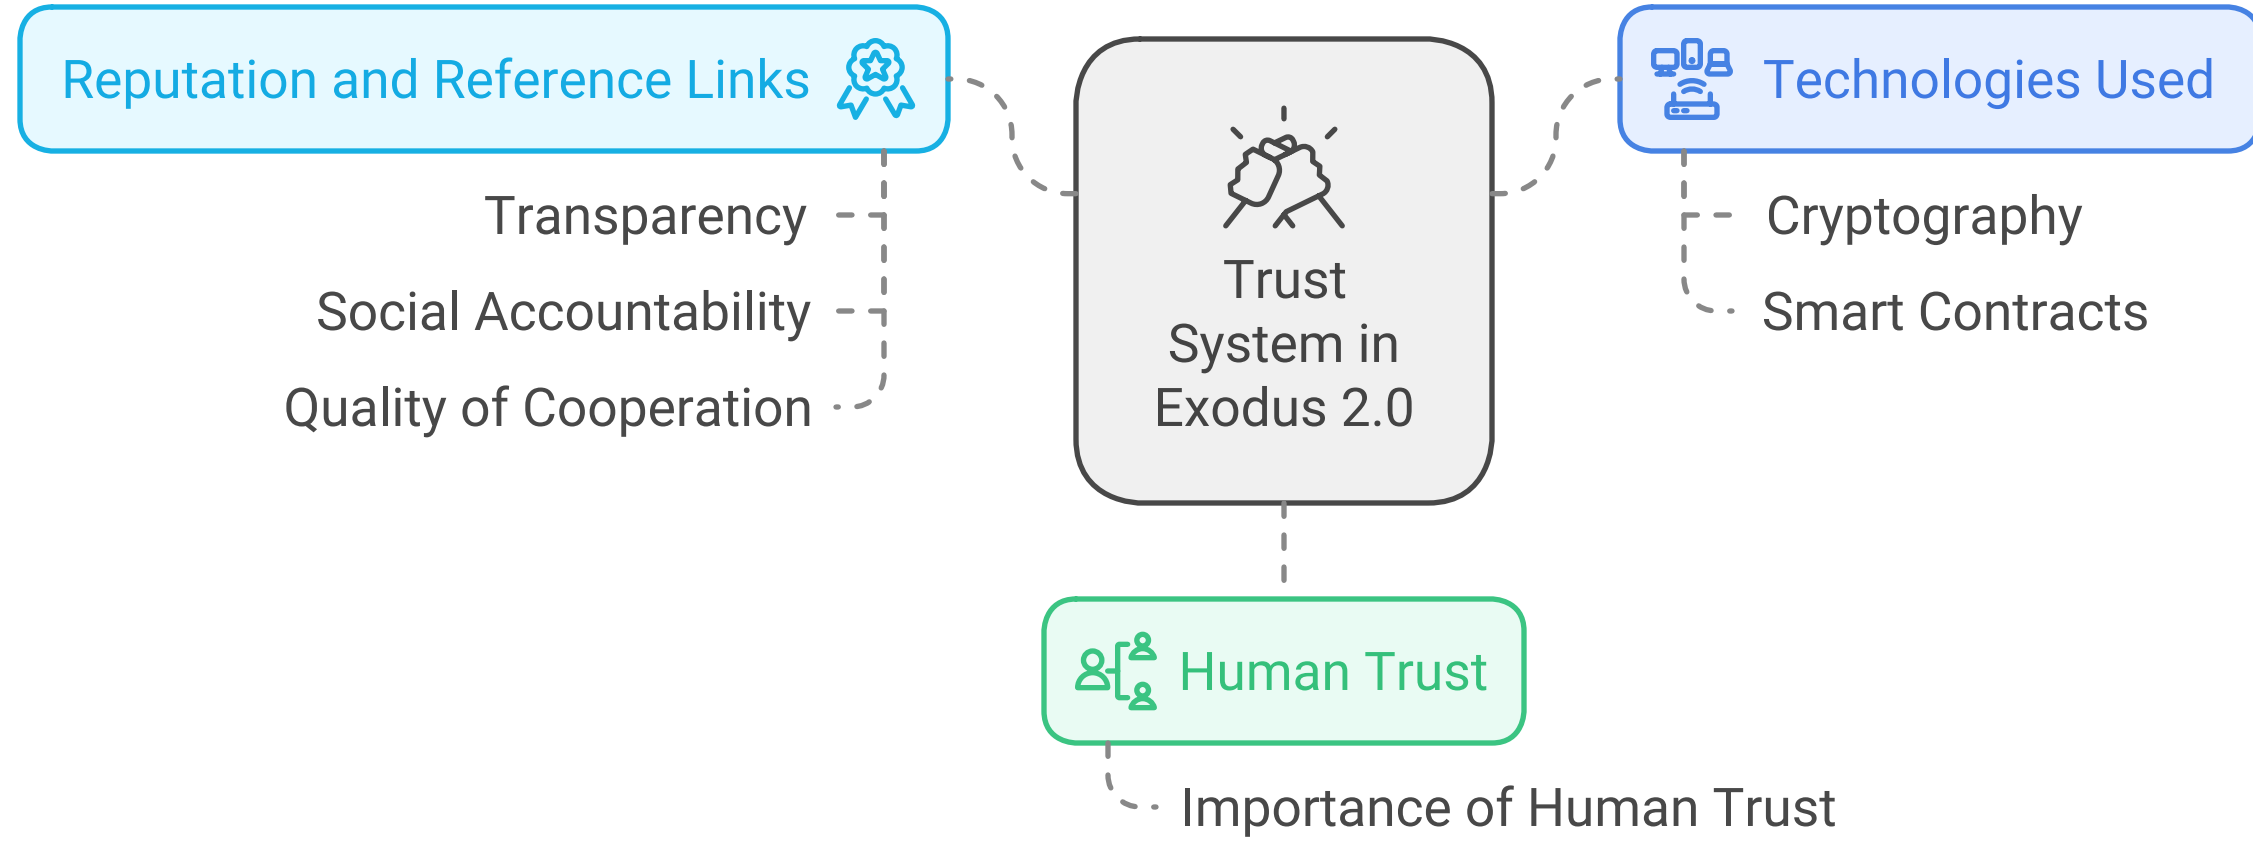 Reputation and Reference Links
Transparency
Social Accountability
Quality of Cooperation
Trust
System in
Exodus 2.0
Technologies Used
Cryptography
Smart Contracts
Human Trust
Importance of Human Trust